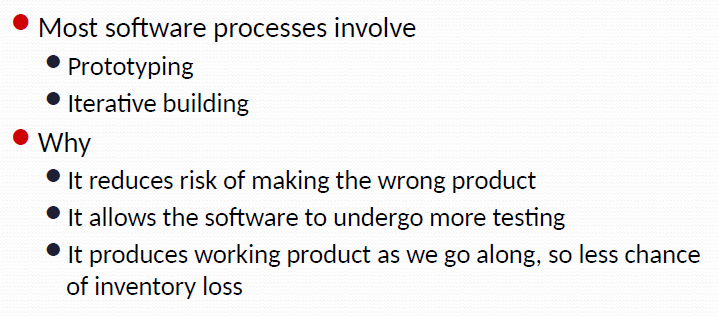 Most software processes involve
Prototyping
Iterative building
Why
It reduces risk of making the wrong product
It allows the software to undergo more testing
It produces working product as we go along, so less chance
of inventory loss